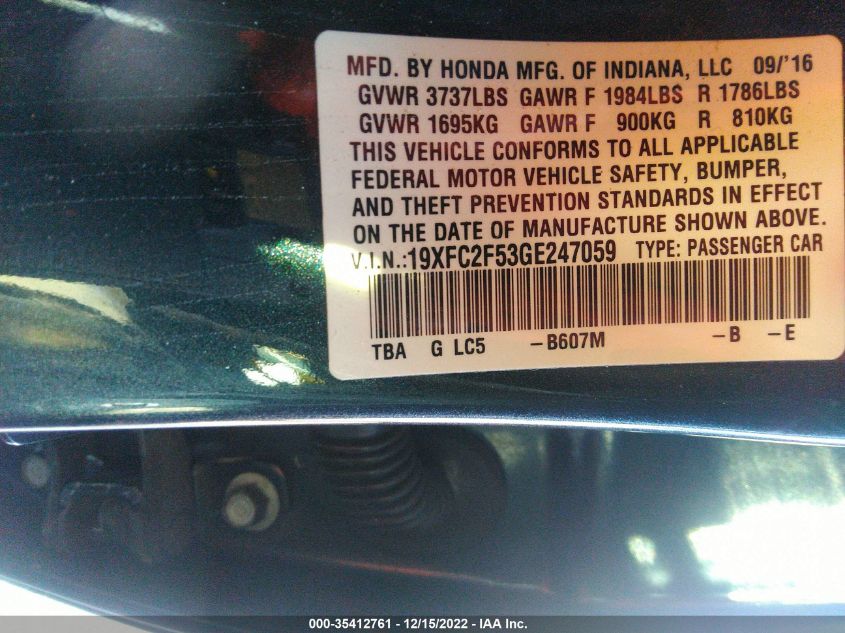 MFD. BY HONDA MFG. OF INDIANA, LLC 09/'16
GVWR 3737LBS GAWR F 1984LBS R 1786LBS
GVWR 1695KG GAWR F 900KG R 810KG
THIS VEHICLE CONFORMS TO ALL APPLICABLE
FEDERAL MOTOR VEHICLE SAFETY, BUMPER,
AND THEFT PREVENTION STANDARDS IN EFFECT
ON THE DATE OF MANUFACTURE SHOWN ABOVE.
V.I.N.:19XFC2F53GE247059 TYPE: PASSENGER CAR
TBA G LC5 –B607M –B –E
000-35412761 - 12/15/2022 - IAA Inc.